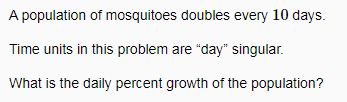 A population of mosquitoes doubles every 10 days.
Time units in this problem are “day” singular.
What is the daily percent growth of the population?